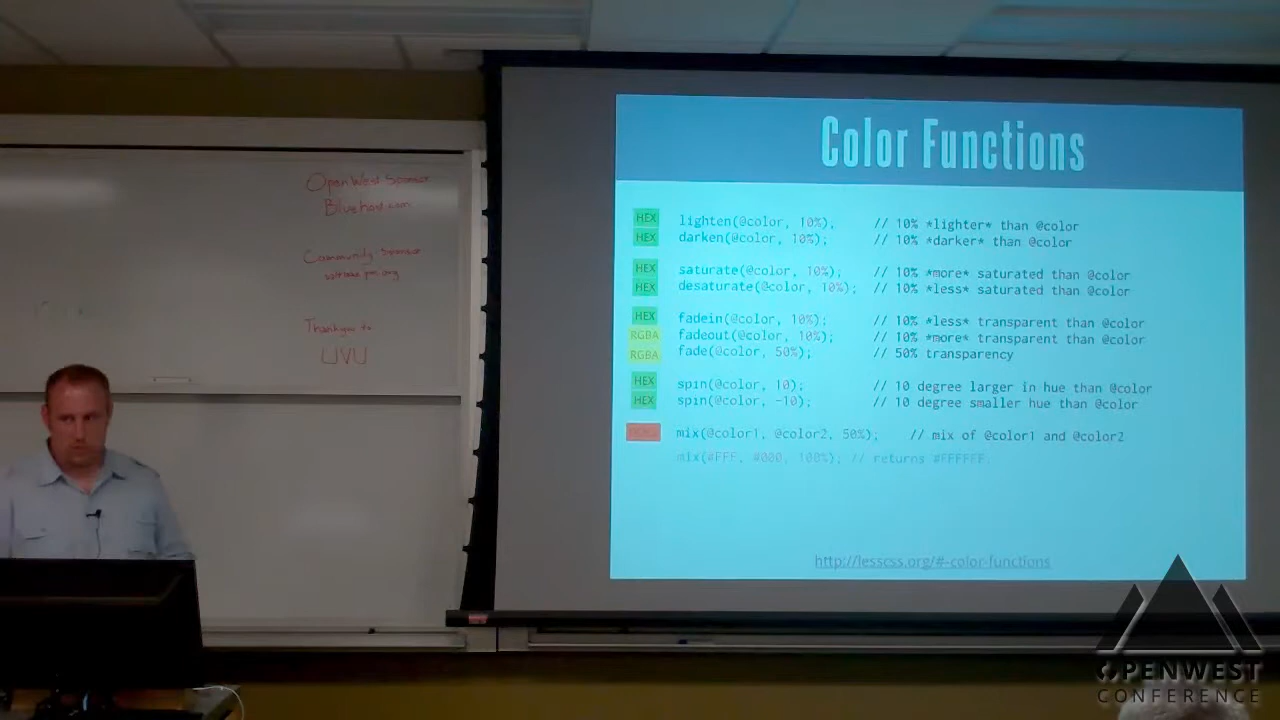 OpenWest Sponsor
Bluehost.com
Community Sponsor
Thankyou to
UVU
Color Functions
HEX lighten(@color, 10%), // 10% *lighter* than @color
HEX darken(@color, 10%); // 10% *darker* than @color
HEX saturate(@color, 10%); // 10% *more* saturated than @color
HEX desaturate(@color, 10%); // 10% *less* saturated than @color
HEX fadein(@color, 10%); // 10% *less* transparent than @color
RGBA fadeout(@color, 10%); // 10% *more* transparent than @color
RGBA fade(@color, 50%); // 50% transparency
HEX spin(@color, 10); // 10 degree larger in hue than @color
HEX spin(@color, -10); // 10 degree smaller hue than @color
mix(@color1, @color2, 50%); // mix of @color1 and @color2
mix(#FFF, #000, 100%); // returns #FFFFFF
http://lesscss.org/#-color-functions
OPENWEST
CONFERENCE